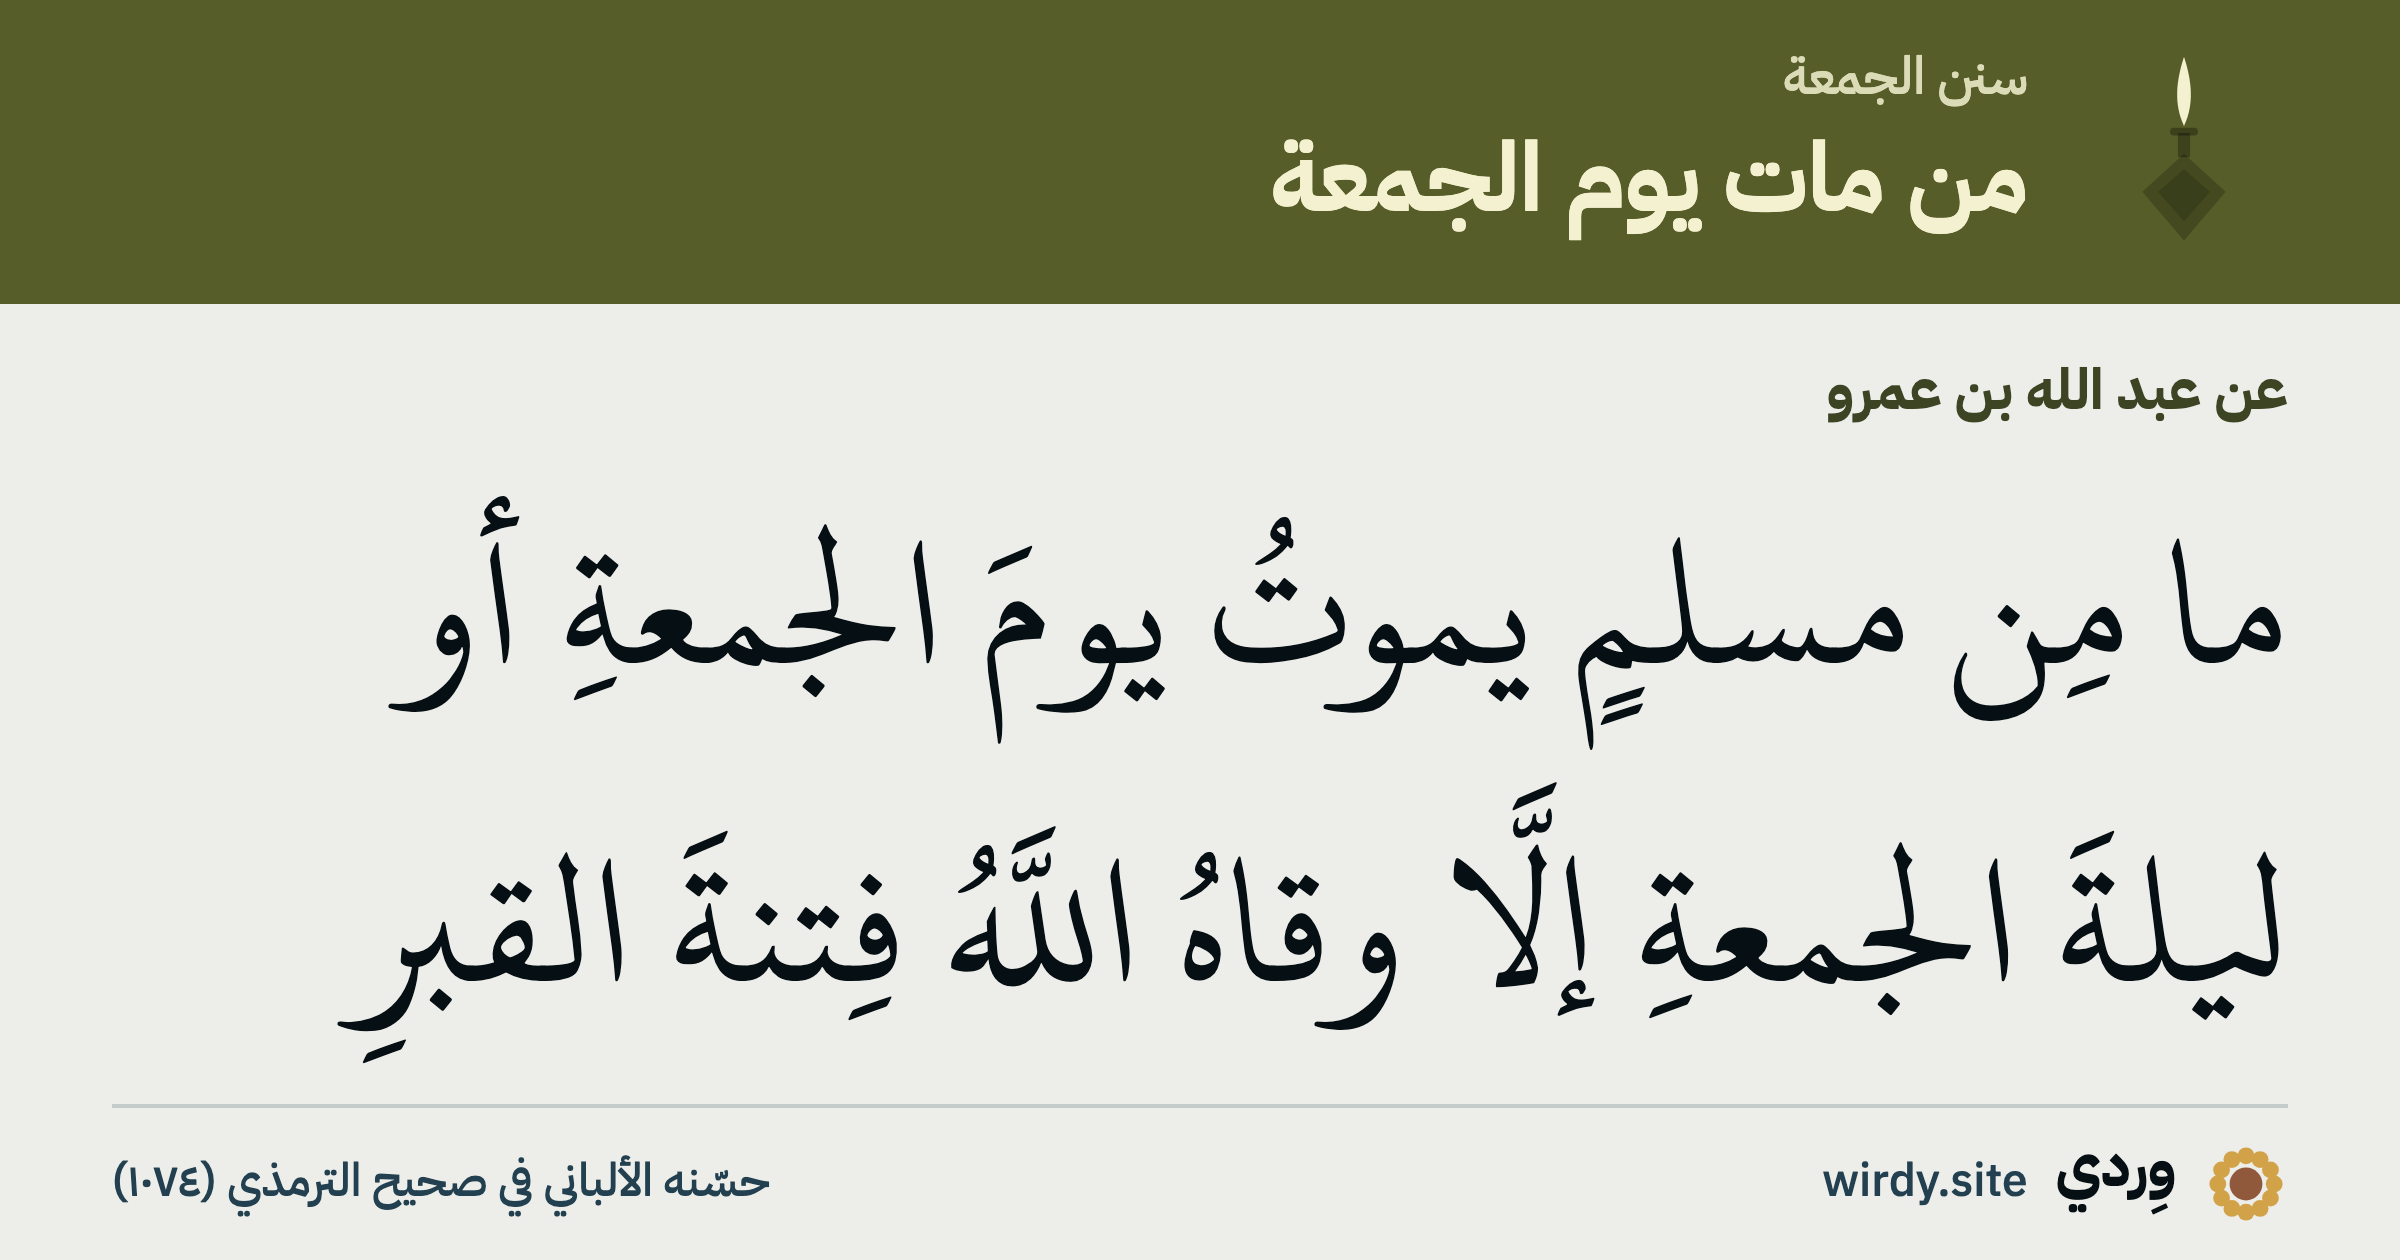 سنن الجمعة
من مات يوم الجمعة
عن عبد الله بن عمرو
ما مِن مسلمٍ يموتُ يومَ الجمعةِ أو
ليلةَ الجمعةِ إلَّا وقاهُ اللَّهُ فِتنةَ القبرِ
وِردي wirdy.site
حسّنه الألباني في صحيح الترمذي (١٠٧٤)